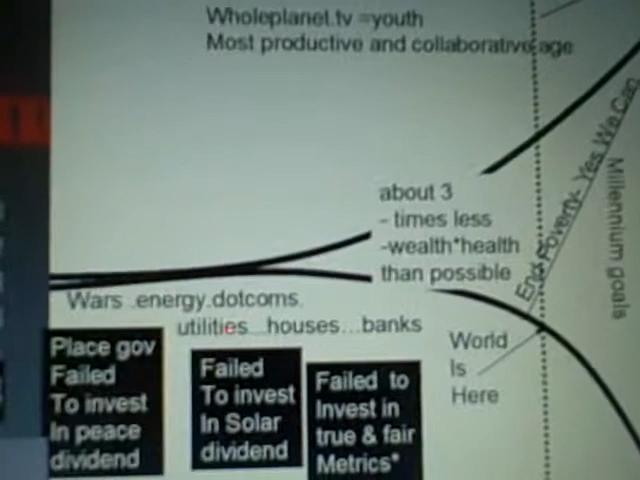 Wholeplanet.tv =youth
Most productive and collaborative age
about 3
- times less
-wealth*health
than possible
End Poverty- Yes We Can
Millennium goals
Wars .energy.dotcoms.
utilities...houses...banks
World
Is
Here
Place gov
Failed
To invest
In peace
dividend
Failed
To invest
In Solar
dividend
Failed to
Invest in
true & fair
Metrics*